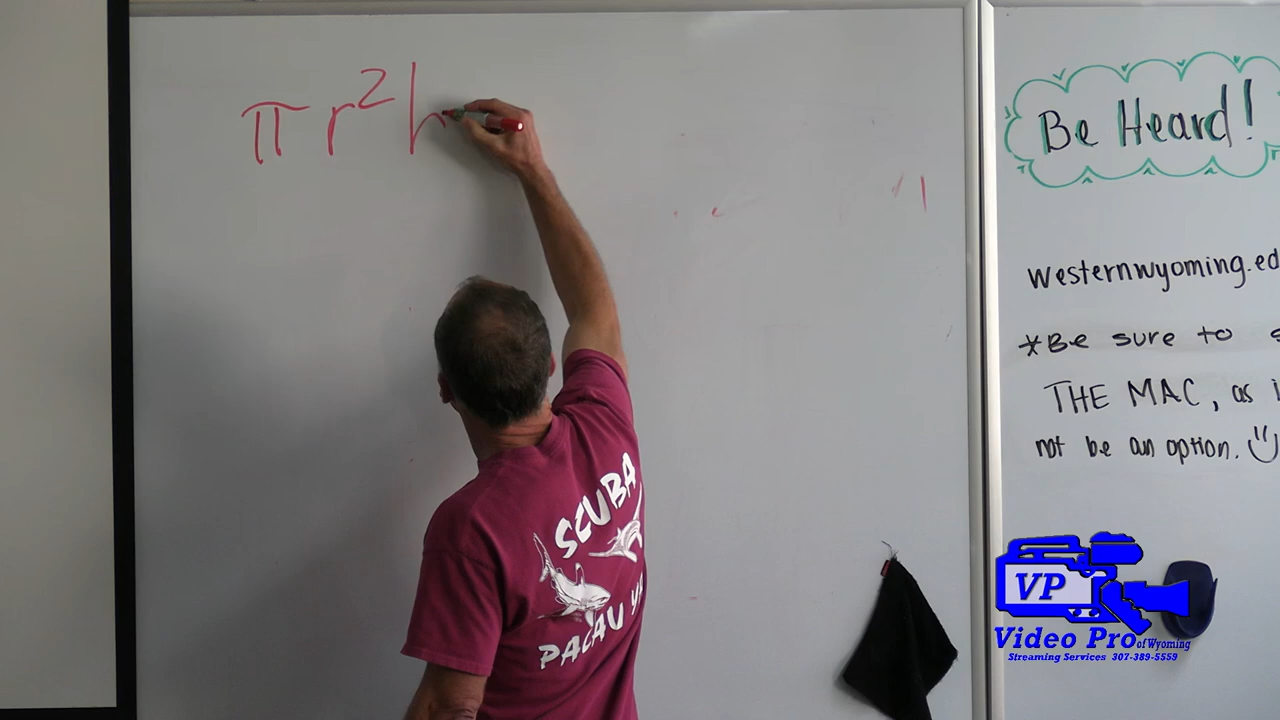 π r² h
Be Heard!
westernwyoming.ed
*Be sure to
THE MAC, as i
not be an option.
SCUBA
PALAU
VP
Video Pro of Wyoming
Streaming Services 307-389-5559